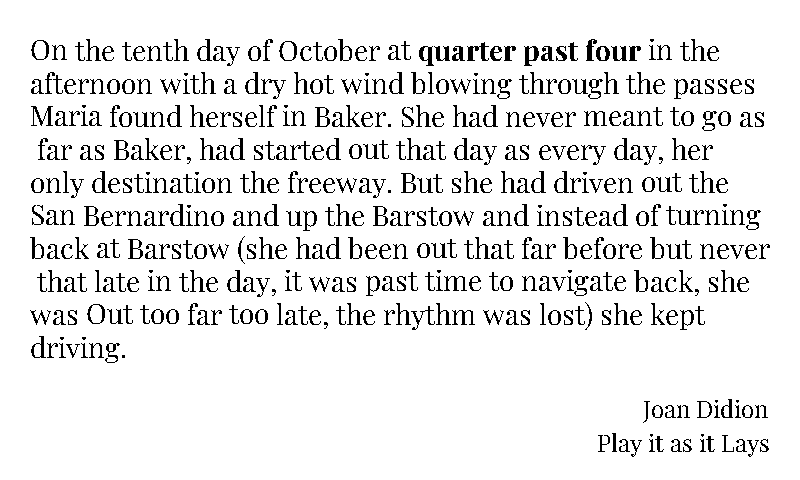 On the tenth day of October at quarter past four in the
afternoon with a dry hot wind blowing through the passes
Maria found herself in Baker. She had never meant to go as
far as Baker, had started out that day as every day, her
only destination the freeway. But she had driven out the
San Bernardino and up the Barstow and instead of turning
back at Barstow (she had been out that far before but never
that late in the day, it was past time to navigate back, she
was Out too far too late, the rhythm was lost) she kept
driving.
Joan Didion
Play it as it Lays